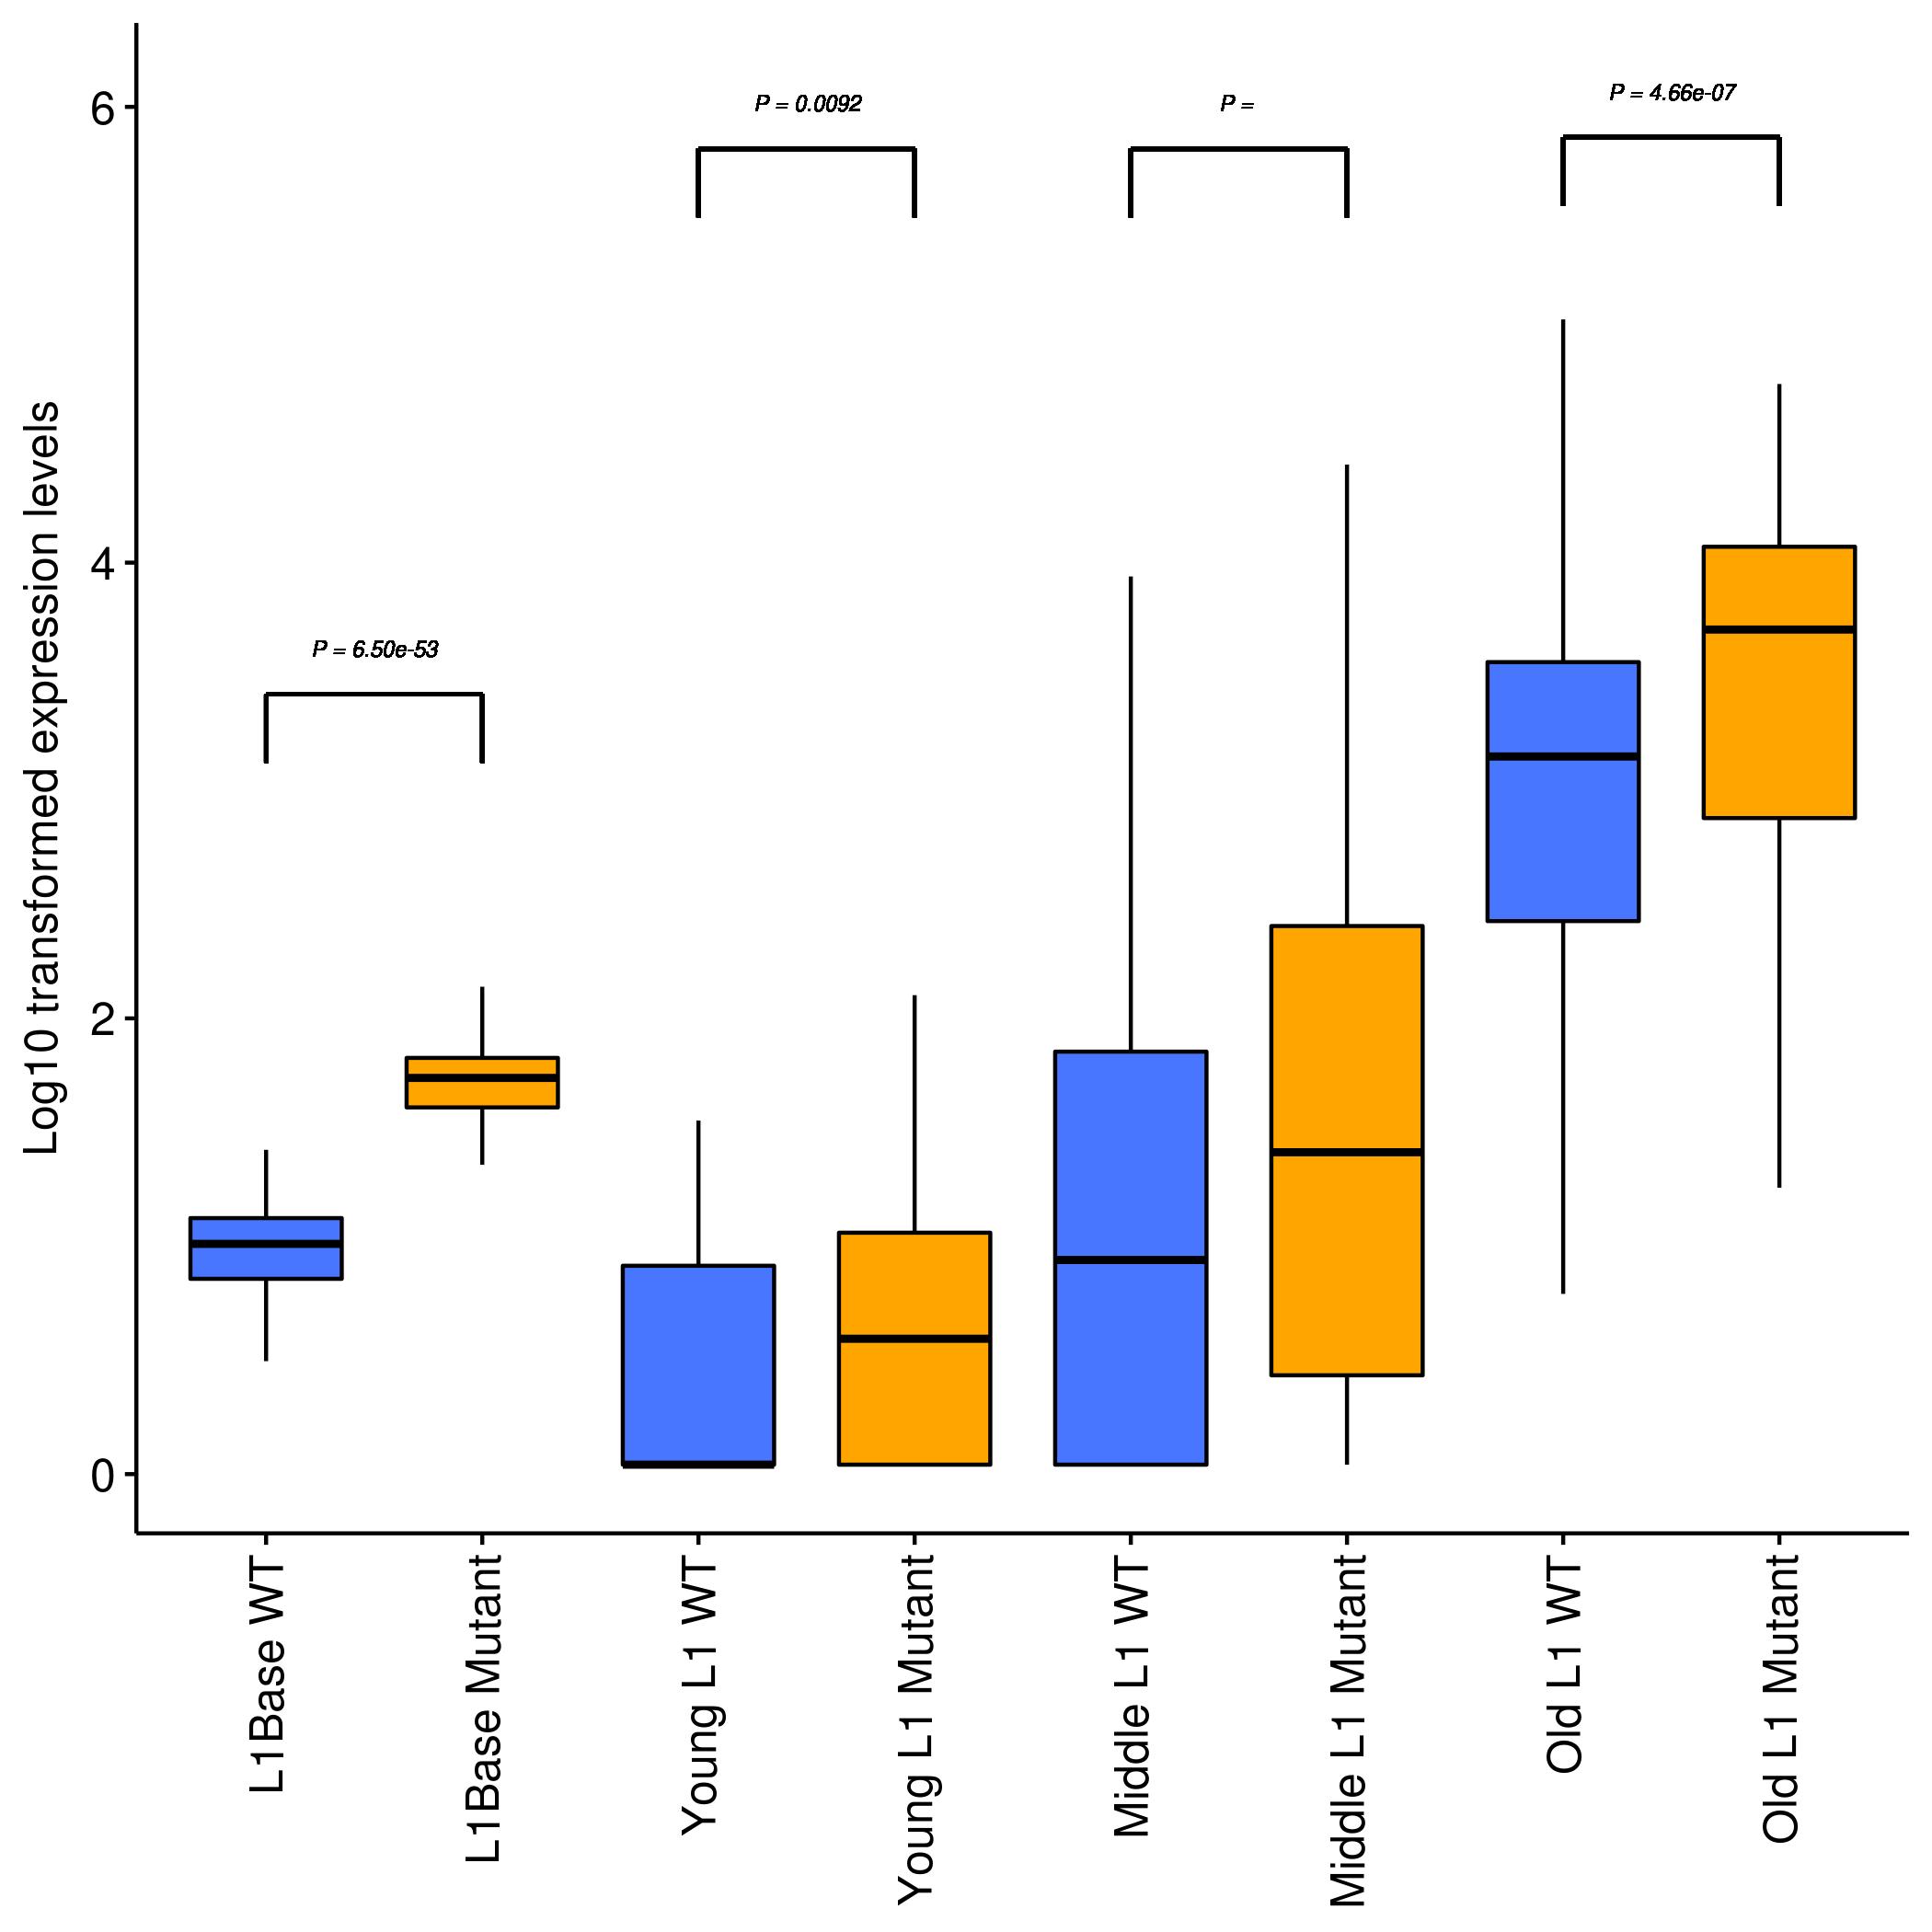 P = 0.0092
P =
P = 4.66e-07
P = 6.50e-53
Log10 transformed expression levels
6
4
2
0
L1Base WT
L1Base Mutant
Young L1 WT
Young L1 Mutant
Middle L1 WT
Middle L1 Mutant
Old L1 WT
Old L1 Mutant